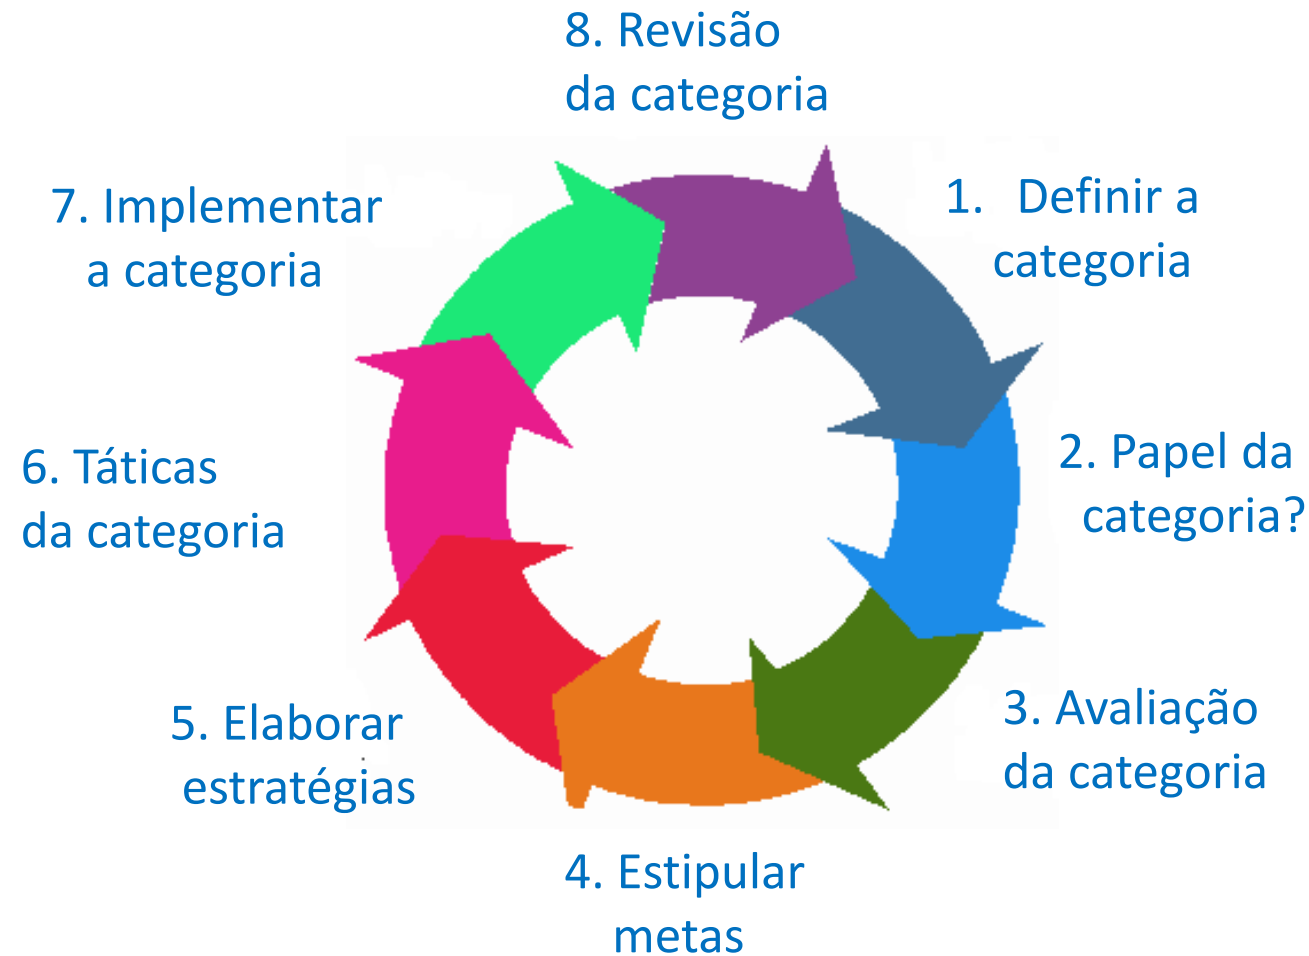 8. Revisão
da categoria
1. Definir a
categoria
2. Papel da
categoria?
3. Avaliação
da categoria
4. Estipular
metas
5. Elaborar
estratégias
6. Táticas
da categoria
7. Implementar
a categoria